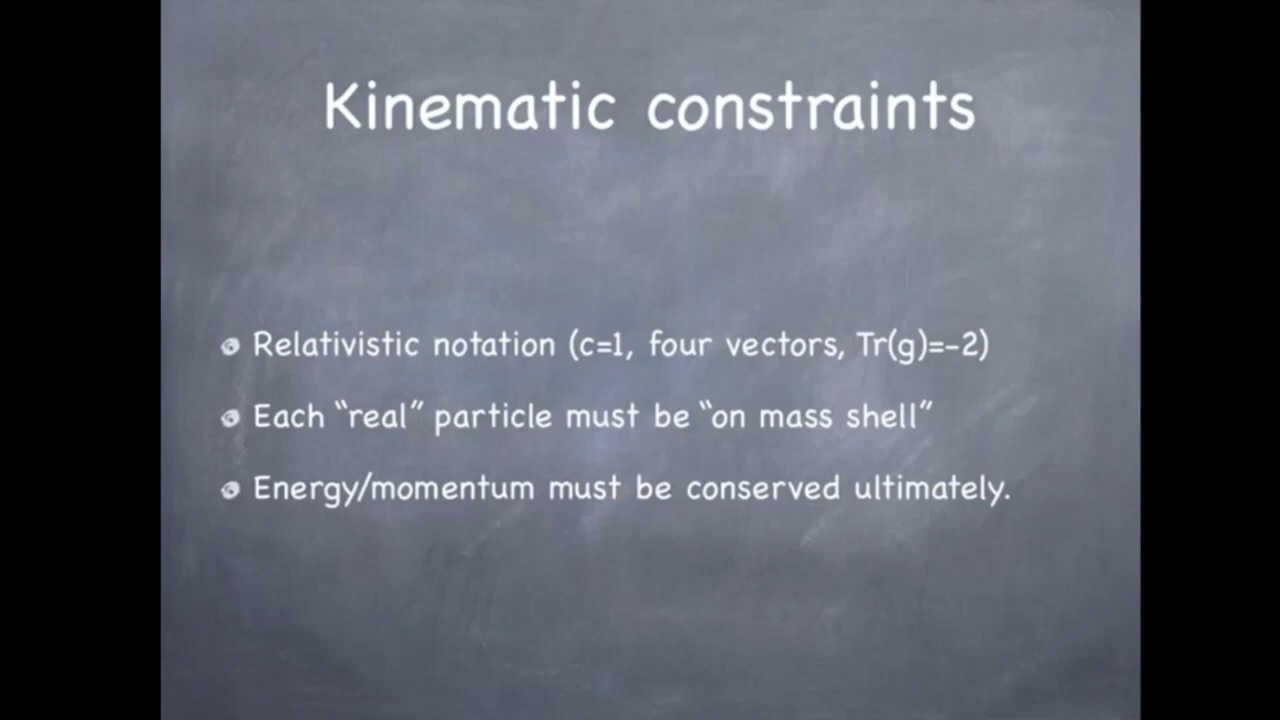 Kinematic constraints
Relativistic notation (c=1, four vectors, Tr(g)=-2)
Each “real” particle must be “on mass shell”
Energy/momentum must be conserved ultimately.